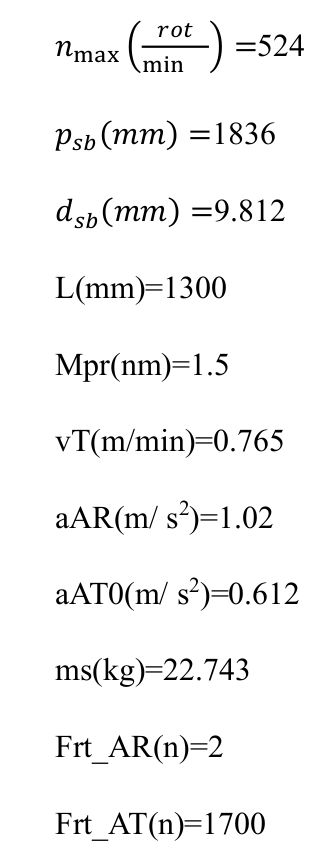 n_max (rot/min) =524
p_sb(mm) =1836
d_sb(mm) =9.812
L(mm)=1300
Mpr(nm)=1.5
vT(m/min)=0.765
aAR(m/ s²)=1.02
aAT0(m/ s²)=0.612
ms(kg)=22.743
Frt_AR(n)=2
Frt_AT(n)=1700